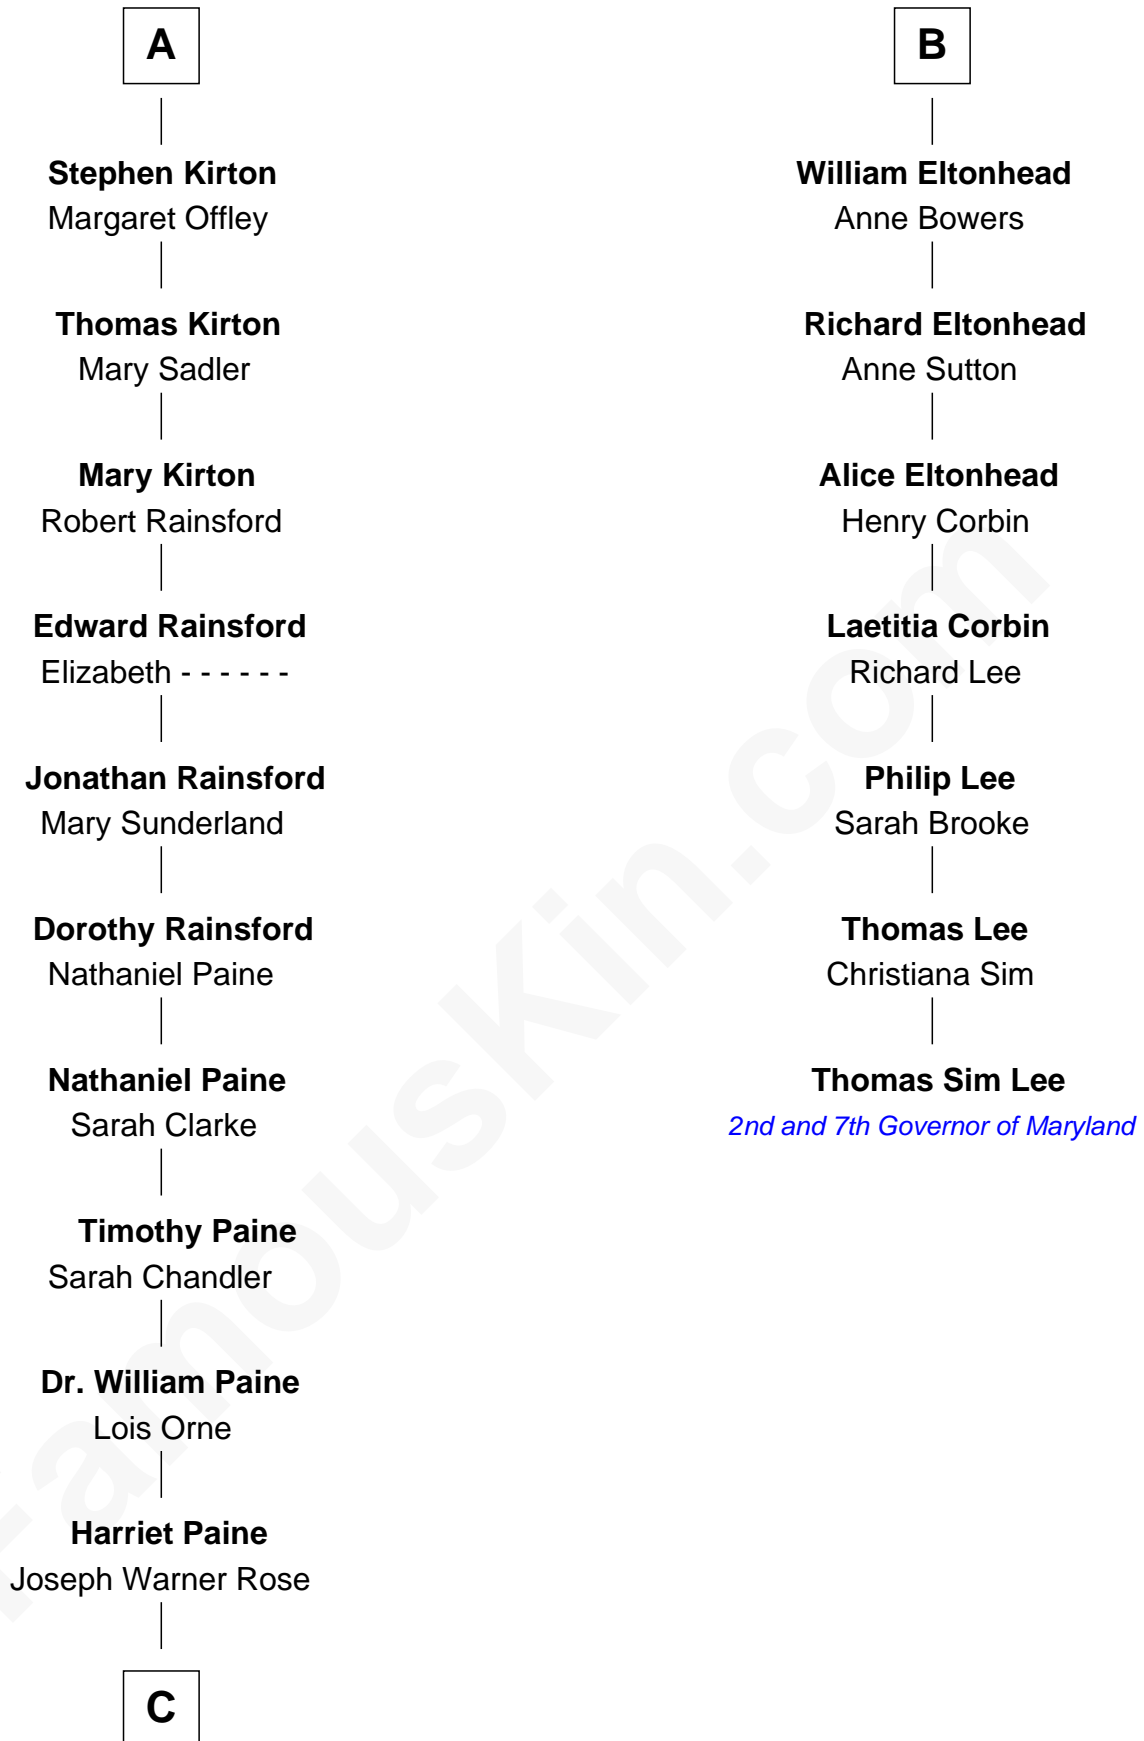 A
Stephen Kirton
Margaret Offley
Thomas Kirton
Mary Sadler
Mary Kirton
Robert Rainsford
Edward Rainsford
Elizabeth - - - - - -
Jonathan Rainsford
Mary Sunderland
Dorothy Rainsford
Nathaniel Paine
Nathaniel Paine
Sarah Clarke
Timothy Paine
Sarah Chandler
Dr. William Paine
Lois Orne
Harriet Paine
Joseph Warner Rose
C
B
William Eltonhead
Anne Bowers
Richard Eltonhead
Anne Sutton
Alice Eltonhead
Henry Corbin
Laetitia Corbin
Richard Lee
Philip Lee
Sarah Brooke
Thomas Lee
Christiana Sim
Thomas Sim Lee
2nd and 7th Governor of Maryland
FamousKin.com